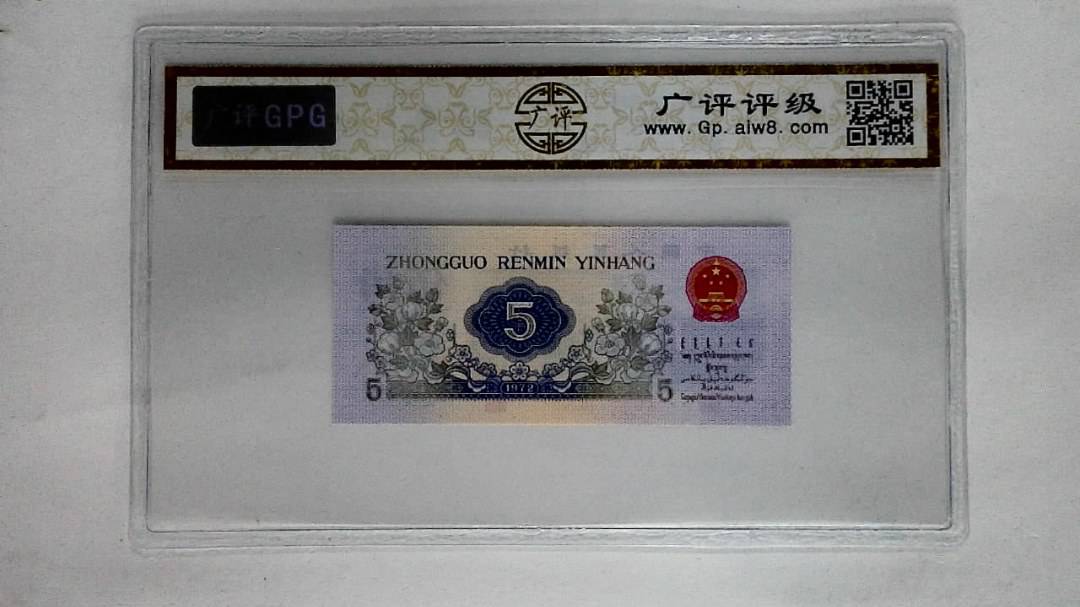 广评GPG
广评
广评评级
www.Gp.aiw8.com
ZHONGGUO RENMIN YINHANG
5
5
1972
5